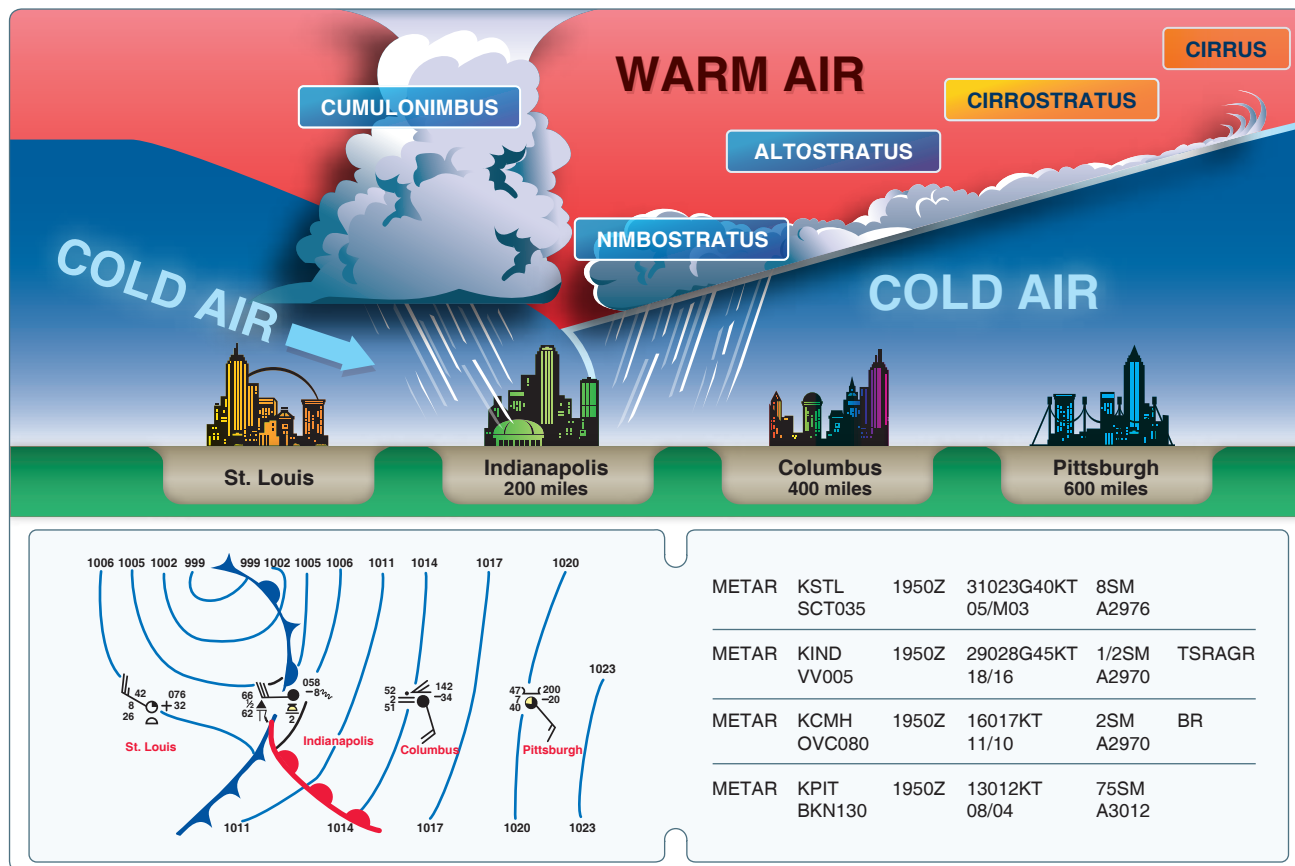 WARM AIR
CIRRUS
CUMULONIMBUS
CIRROSTRATUS
ALTOSTRATUS
NIMBOSTRATUS
COLD AIR
COLD AIR
St. Louis
Indianapolis
200 miles
Columbus
400 miles
Pittsburgh
600 miles
1006 1005 1002 999 999 1002 1005 1006 1011 1014 1017 1020
1023
42 076
8 +32
26
St. Louis
66 058
½ −8
62 2
Indianapolis
52 142
2 −34
51
Columbus
47 200
7 −20
40
Pittsburgh
1011 1014 1017 1020 1023
METAR KSTL 1950Z 31023G40KT 8SM
SCT035 05/M03 A2976
METAR KIND 1950Z 29028G45KT 1/2SM TSRAGR
VV005 18/16 A2970
METAR KCMH 1950Z 16017KT 2SM BR
OVC080 11/10 A2970
METAR KPIT 1950Z 13012KT 75SM
BKN130 08/04 A3012